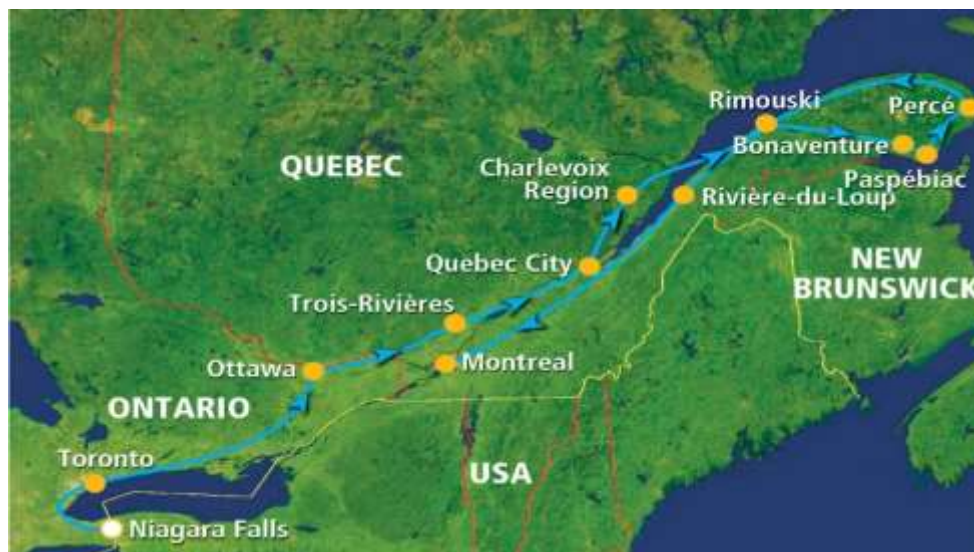 Rimouski
Percé
Bonaventure
QUEBEC
Charlevoix
Region
Paspébiac
Rivière-du-Loup
Quebec City
NEW
BRUNSWICK
Trois-Rivières
Ottawa
Montreal
ONTARIO
Toronto
USA
Niagara Falls